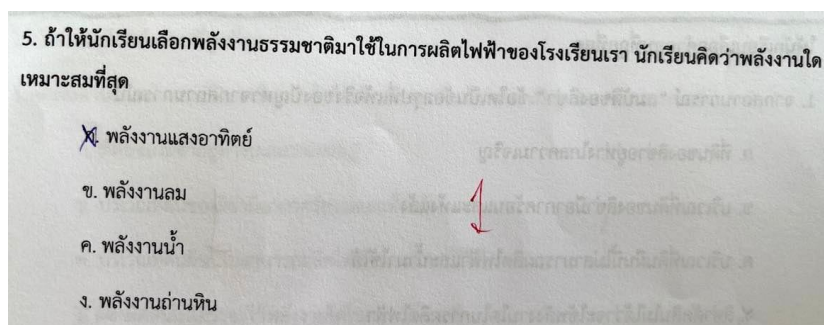 5. ถ้าให้นักเรียนเลือกพลังงานธรรมชาติมาใช้ในการผลิตไฟฟ้าของโรงเรียนเรา นักเรียนคิดว่าพลังงานใด
เหมาะสมที่สุด
พลังงานแสงอาทิตย์
ข. พลังงานลม
1
ค. พลังงานน้ำ
ง. พลังงานถ่านหิน